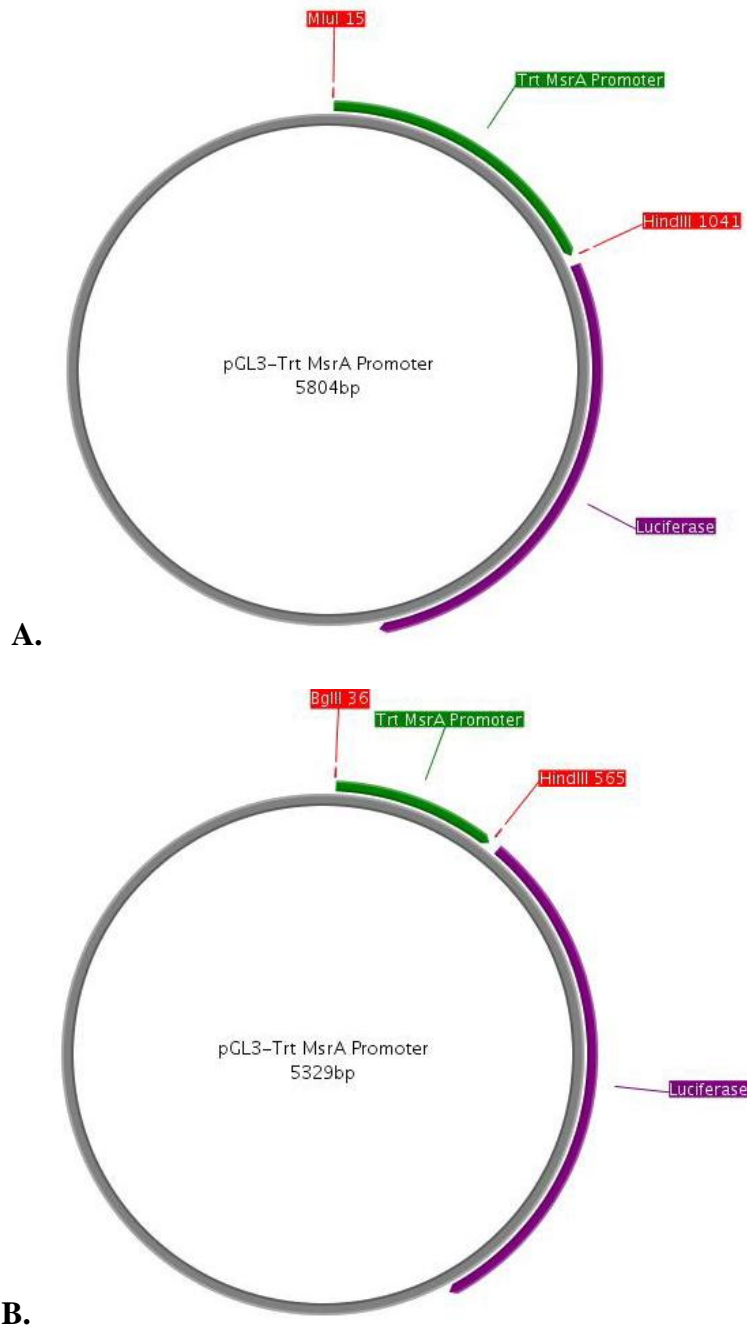 MluI 15
Trt MsrA Promoter
HindIII 1041
pGL3–Trt MsrA Promoter
5804bp
Luciferase
A.
BglII 36
Trt MsrA Promoter
HindIII 565
pGL3–Trt MsrA Promoter
5329bp
Luciferase
B.